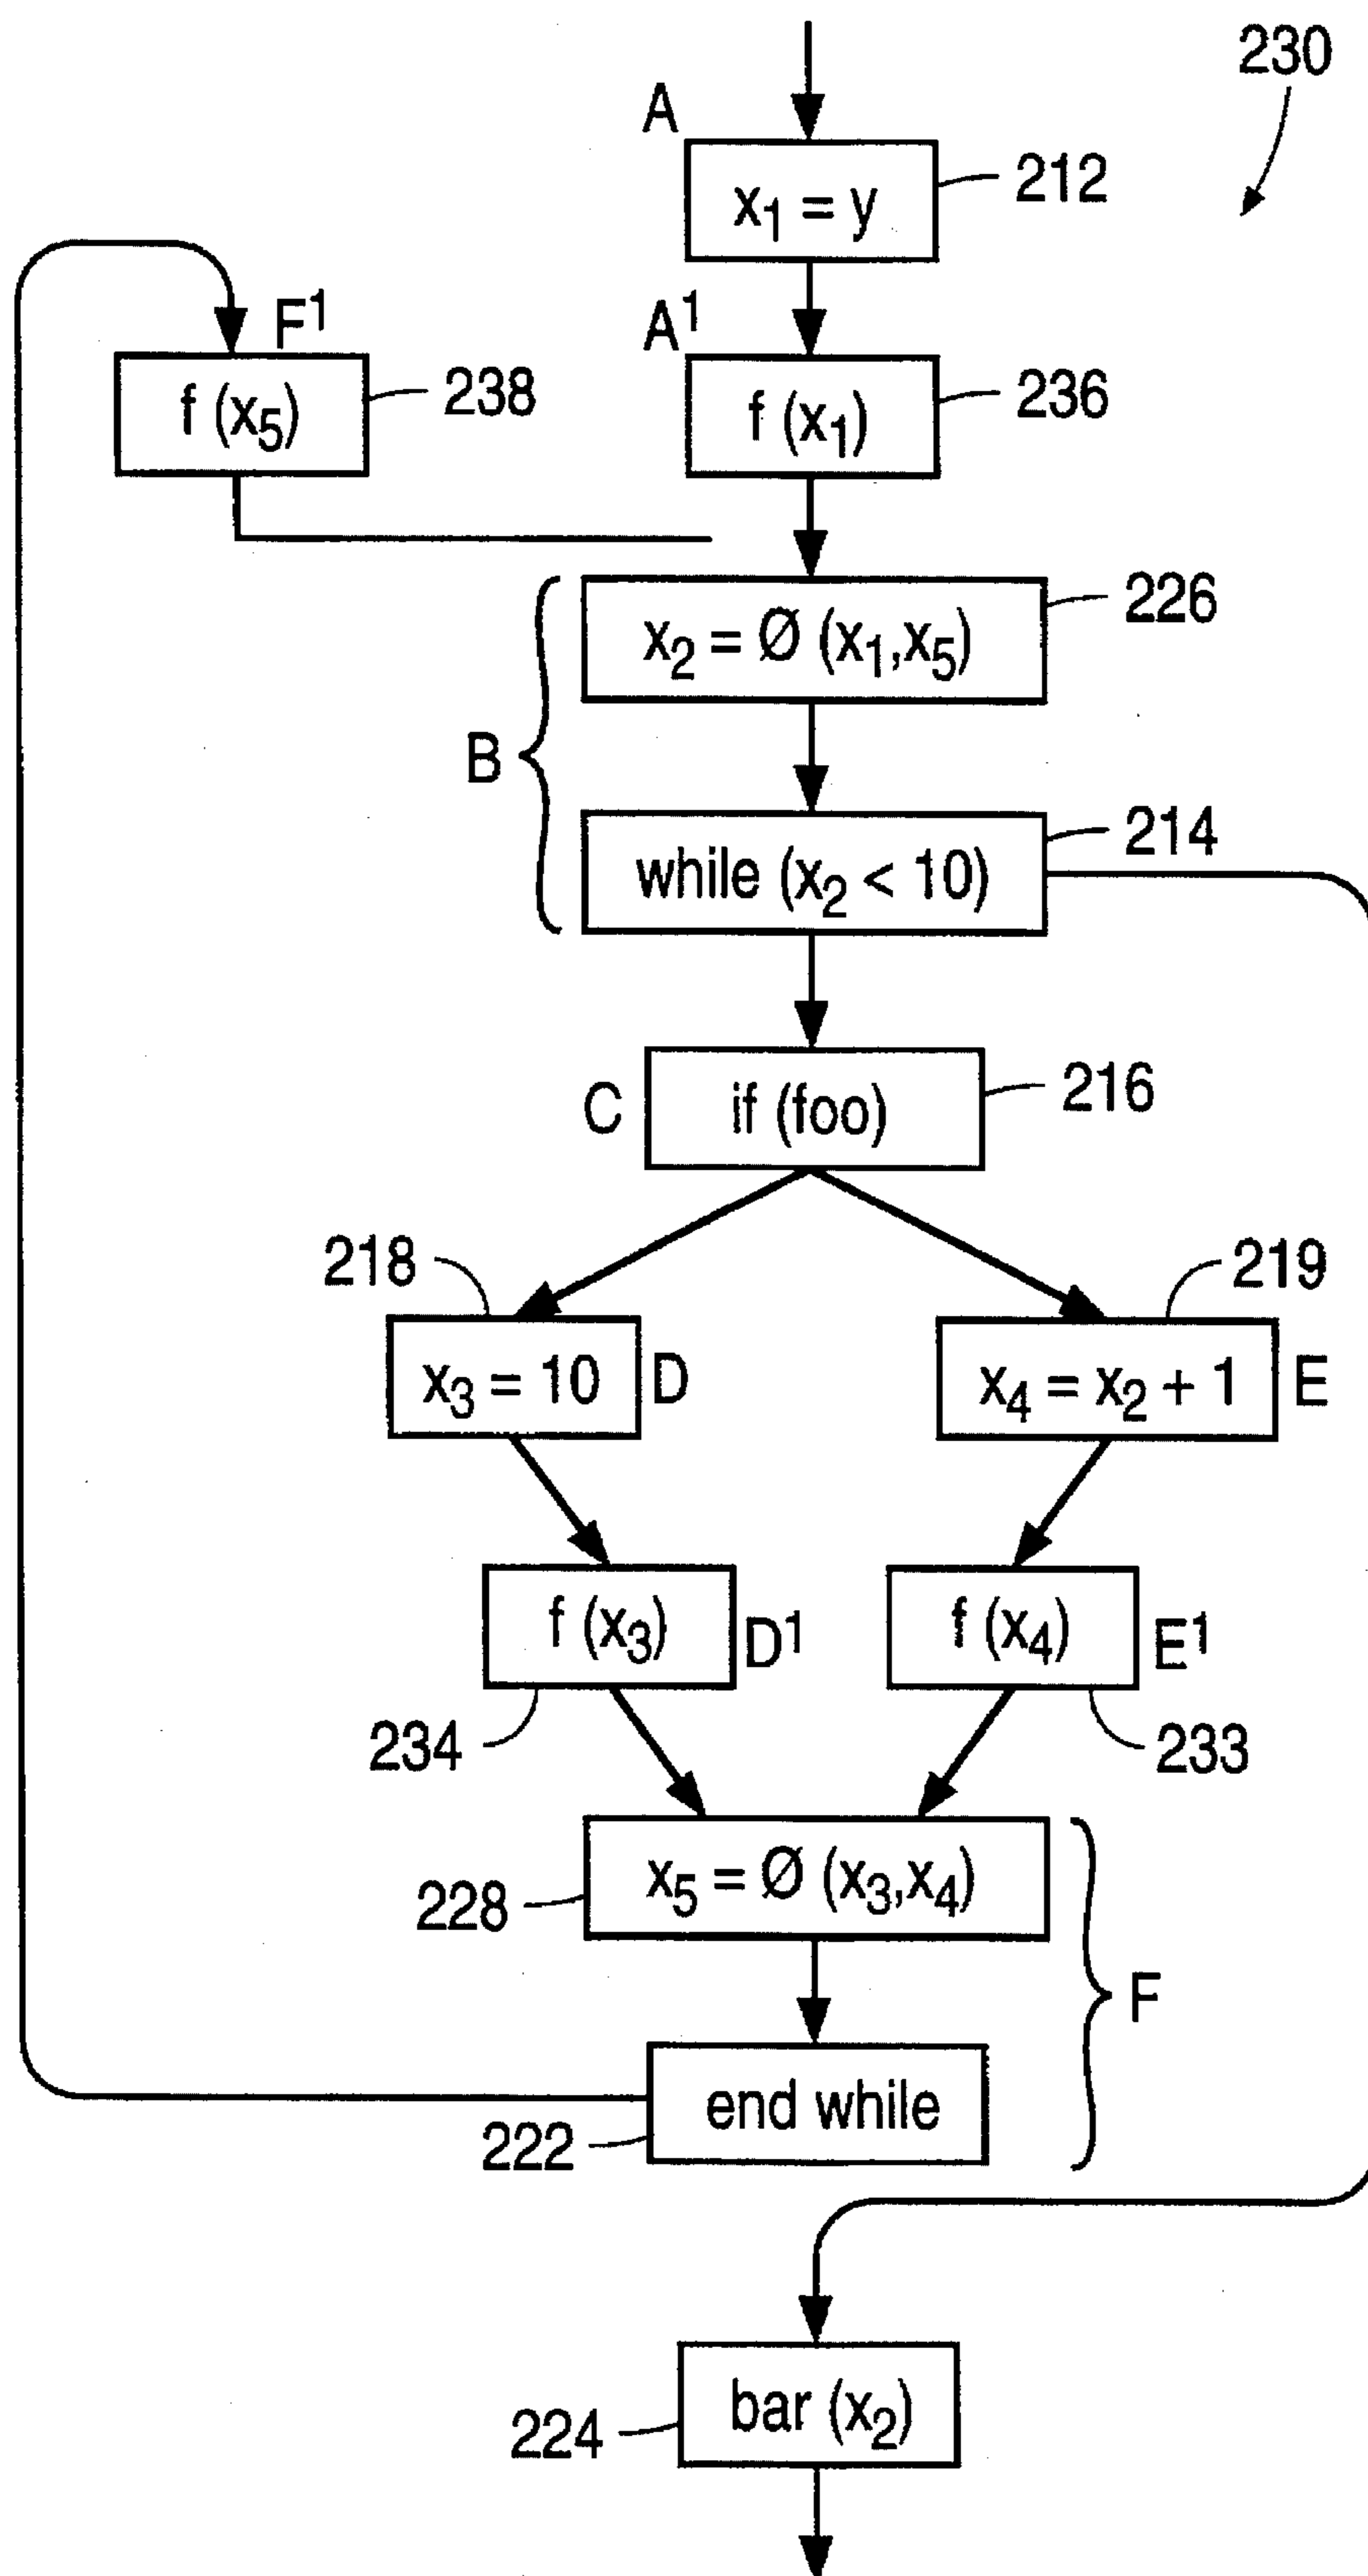 230
A
x₁ = y
212
F¹
f (x₅)
238
A¹
f (x₁)
236
B
x₂ = Ø (x₁,x₅)
226
while (x₂ < 10)
214
C
if (foo)
216
218
x₃ = 10
D
219
x₄ = x₂ + 1
E
f (x₃)
D¹
234
f (x₄)
E¹
233
x₅ = Ø (x₃,x₄)
228
F
end while
222
bar (x₂)
224